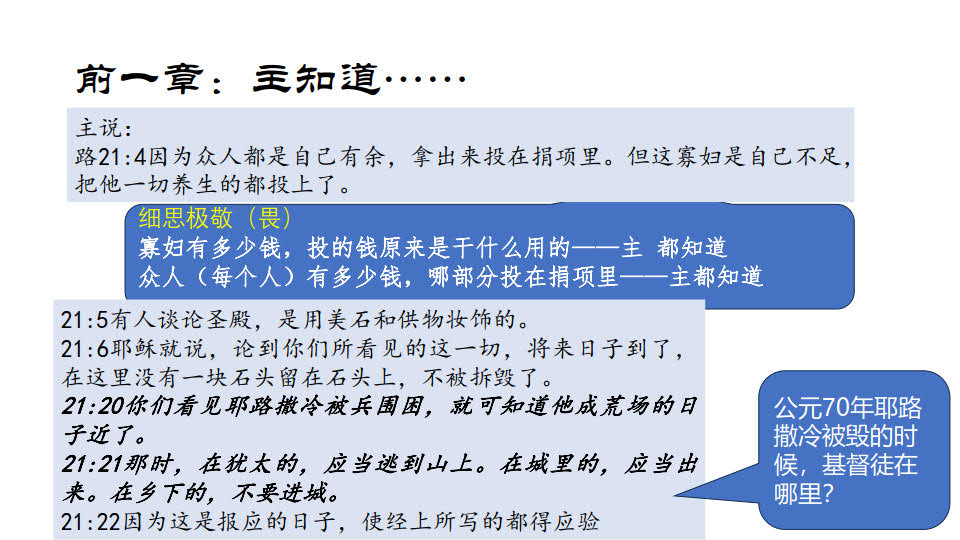 前一章：主知道……
主说：
路21:4因为众人都是自己有余，拿出来投在捐项里。但这寡妇是自己不足，
把他一切养生的都投上了。
细思极敬（畏）
寡妇有多少钱，投的钱原来是干什么用的——主 都知道
众人（每个人）有多少钱，哪部分投在捐项里——主都知道
21:5有人谈论圣殿，是用美石和供物妆饰的。
21:6耶稣就说，论到你们所看见的这一切，将来日子到了，
在这里没有一块石头留在石头上，不被拆毁了。
21:20你们看见耶路撒冷被兵围困，就可知道他成荒场的日
子近了。
21:21那时，在犹太的，应当逃到山上。在城里的，应当出
来。在乡下的，不要进城。
21:22因为这是报应的日子，使经上所写的都得应验
公元70年耶路
撒冷被毁的时
候，基督徒在
哪里？